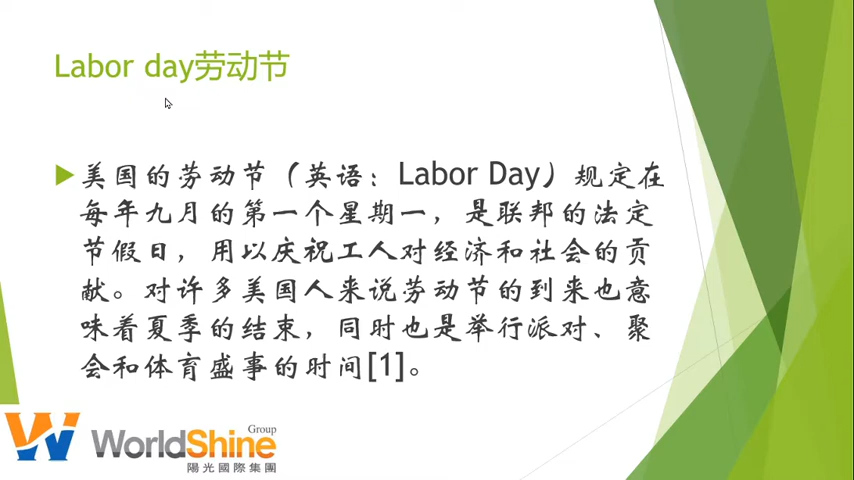 Labor day劳动节
美国的劳动节（英语：Labor Day）规定在
每年九月的第一个星期一，是联邦的法定
节假日，用以庆祝工人对经济和社会的贡
献。对许多美国人来说劳动节的到来也意
味着夏季的结束，同时也是举行派对、聚
会和体育盛事的时间[1]。
Group
WorldShine
陽光國際集團